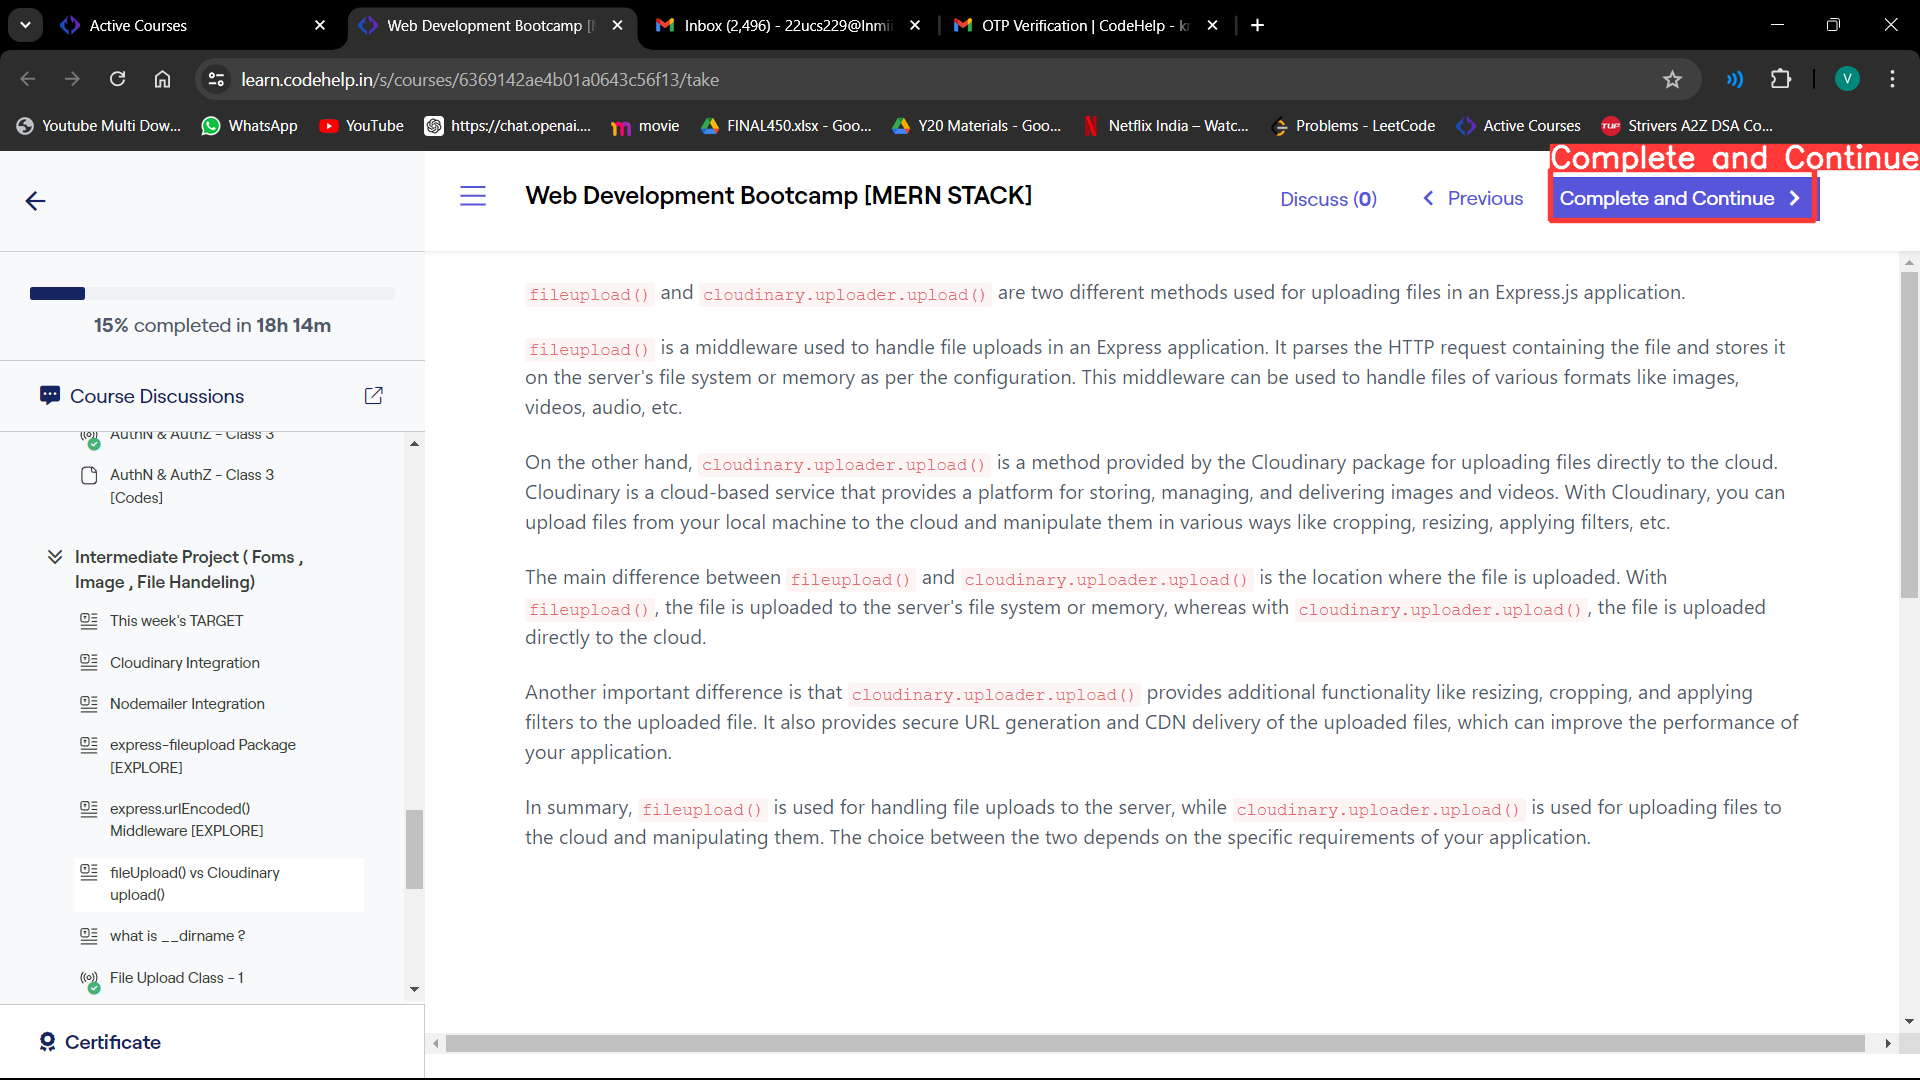 Active Courses
Web Development Bootcamp [
Inbox (2,496) - 22ucs229@lnmi
OTP Verification | CodeHelp - k
learn.codehelp.in/s/courses/6369142ae4b01a0643c56f13/take
V
Youtube Multi Dow...
WhatsApp
YouTube
https://chat.openai....
movie
FINAL450.xlsx - Goo...
Y20 Materials - Goo...
Netflix India – Watc...
Problems - LeetCode
Active Courses
TUF
Strivers A2Z DSA Co...
Complete and Continue
Web Development Bootcamp [MERN STACK]
Discuss (0)
Previous
Complete and Continue
15% completed in 18h 14m
Course Discussions
AuthN & AuthZ - Class 3
AuthN & AuthZ - Class 3
[Codes]
Intermediate Project ( Foms ,
Image , File Handeling)
This week's TARGET
Cloudinary Integration
Nodemailer Integration
express-fileupload Package
[EXPLORE]
express.urlEncoded()
Middleware [EXPLORE]
fileUpload() vs Cloudinary
upload()
what is __dirname ?
File Upload Class - 1
Certificate
fileupload() and cloudinary.uploader.upload() are two different methods used for uploading files in an Express.js application.
fileupload() is a middleware used to handle file uploads in an Express application. It parses the HTTP request containing the file and stores it
on the server's file system or memory as per the configuration. This middleware can be used to handle files of various formats like images,
videos, audio, etc.
On the other hand, cloudinary.uploader.upload() is a method provided by the Cloudinary package for uploading files directly to the cloud.
Cloudinary is a cloud-based service that provides a platform for storing, managing, and delivering images and videos. With Cloudinary, you can
upload files from your local machine to the cloud and manipulate them in various ways like cropping, resizing, applying filters, etc.
The main difference between fileupload() and cloudinary.uploader.upload() is the location where the file is uploaded. With
fileupload(), the file is uploaded to the server's file system or memory, whereas with cloudinary.uploader.upload(), the file is uploaded
directly to the cloud.
Another important difference is that cloudinary.uploader.upload() provides additional functionality like resizing, cropping, and applying
filters to the uploaded file. It also provides secure URL generation and CDN delivery of the uploaded files, which can improve the performance of
your application.
In summary, fileupload() is used for handling file uploads to the server, while cloudinary.uploader.upload() is used for uploading files to
the cloud and manipulating them. The choice between the two depends on the specific requirements of your application.